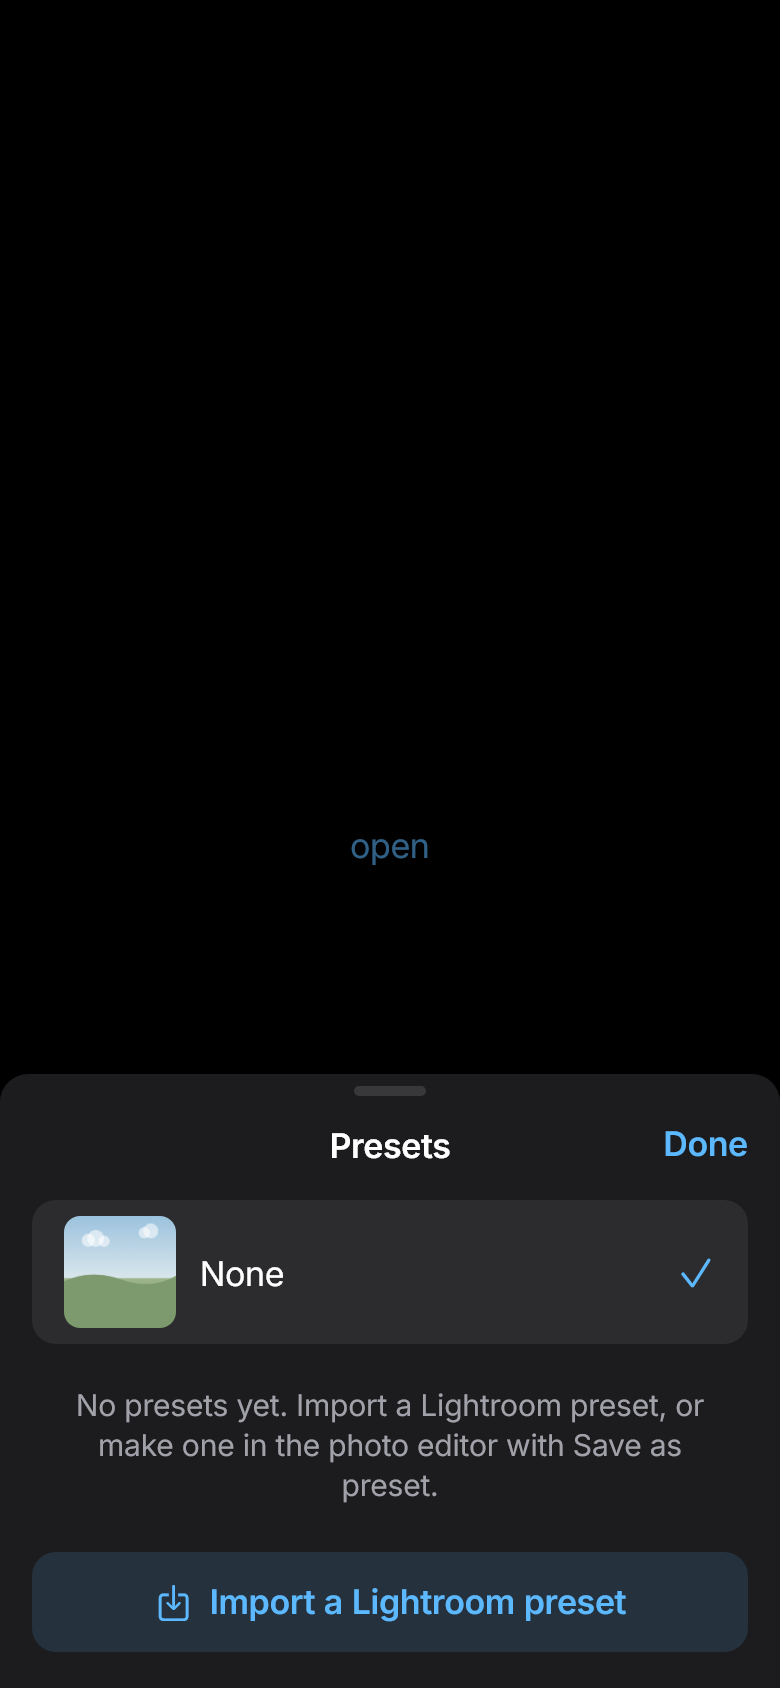 open
Presets
Done
None
No presets yet. Import a Lightroom preset, or
make one in the photo editor with Save as
preset.
Import a Lightroom preset